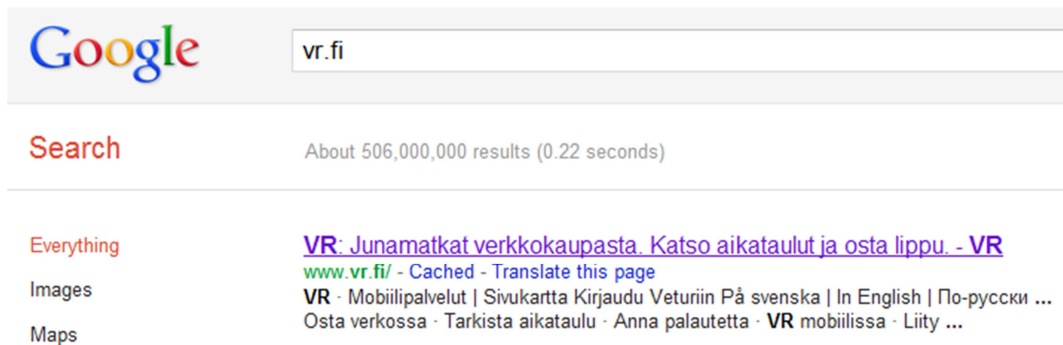 Google
vr.fi
Search
About 506,000,000 results (0.22 seconds)
Everything
Images
Maps
VR: Junamatkat verkkokaupasta. Katso aikataulut ja osta lippu. - VR
www.vr.fi/ - Cached - Translate this page
VR · Mobiilipalvelut | Sivukartta Kirjaudu Veturiin På svenska | In English | По-русски ...
Osta verkossa · Tarkista aikataulu · Anna palautetta · VR mobiilissa · Liity ...